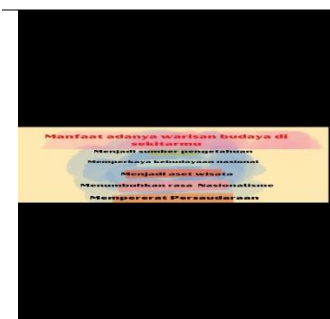 Manfaat adanya warisan budaya di
sekitarmu
Menjadi sumber pengetahuan
Memperkaya kebudayaan nasional
Menjadi aset wisata
Menumbuhkan rasa Nasionalisme
Mempererat Persaudaraan